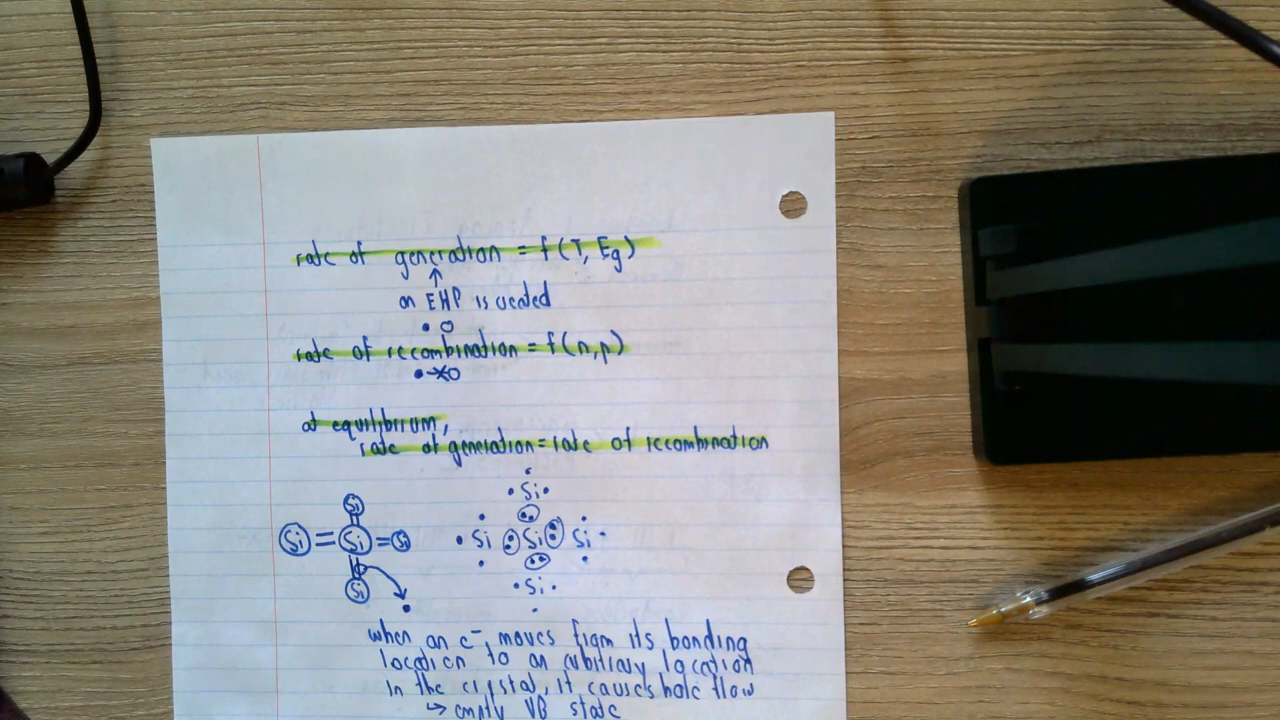 rate of generation = f(T, Eg)
↑
an EHP is created
• O
rate of recombination = f(n,p)
at equilibrium,
rate of generation = rate of recombination
Si
Si = Si = Si
Si
Si
Si Si Si
Si
when an e⁻ moves from its bonding
location to an arbitrary location
in the crystal, it causes hole flow
↳ empty VB state